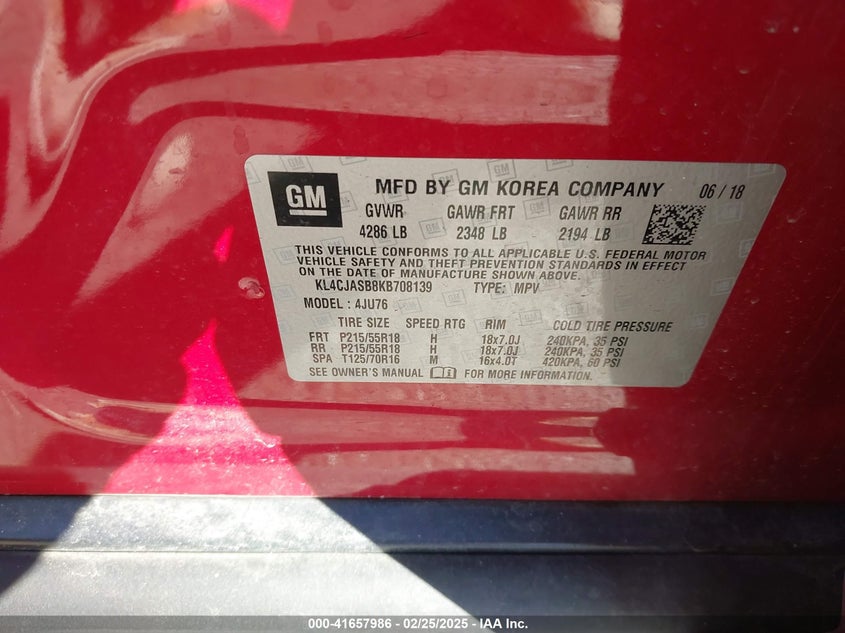 GM MFD BY GM KOREA COMPANY 06 / 18
GVWR GAWR FRT GAWR RR
4286 LB 2348 LB 2194 LB
THIS VEHICLE CONFORMS TO ALL APPLICABLE U.S. FEDERAL MOTOR
VEHICLE SAFETY AND THEFT PREVENTION STANDARDS IN EFFECT
ON THE DATE OF MANUFACTURE SHOWN ABOVE.
KL4CJASB8KB708139 TYPE: MPV
MODEL : 4JU76
TIRE SIZE SPEED RTG RIM COLD TIRE PRESSURE
FRT P215/55R18 H 18x7.0J 240KPA, 35 PSI
RR P215/55R18 H 18x7.0J 240KPA, 35 PSI
SPA T125/70R16 M 16x4.0T 420KPA, 60 PSI
SEE OWNER'S MANUAL FOR MORE INFORMATION.
000-41657986 - 02/25/2025 - IAA Inc.